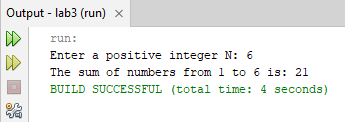 Output - lab3 (run) ×
run:
Enter a positive integer N: 6
The sum of numbers from 1 to 6 is: 21
BUILD SUCCESSFUL (total time: 4 seconds)